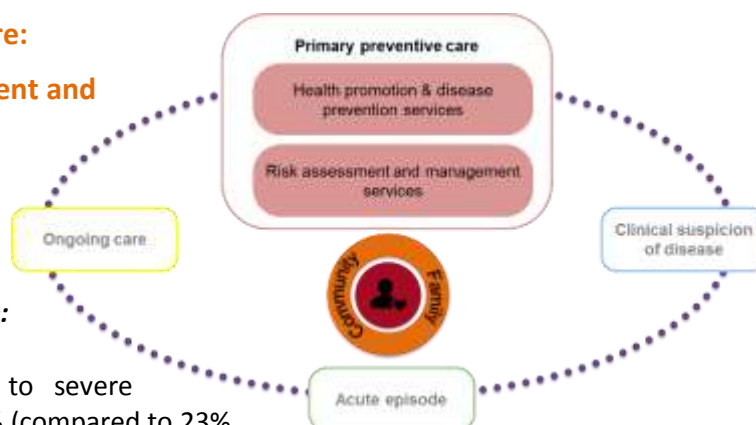 re:
ent and
:
to severe
% (compared to 23%
Primary preventive care
Health promotion & disease
prevention services
Risk assessment and management
services
Ongoing care
Clinical suspicion
of disease
Community
Family
Acute episode